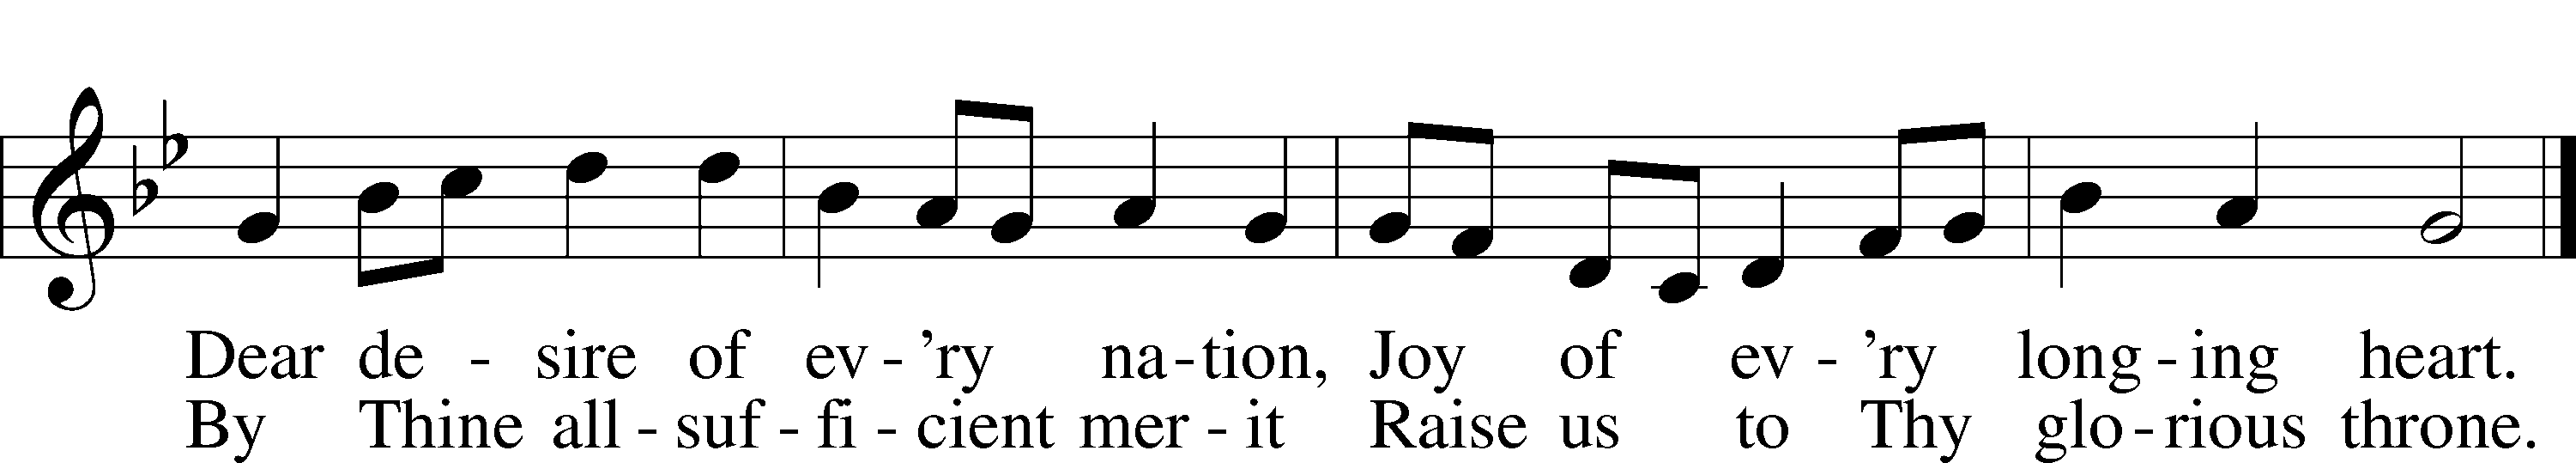 Dear de - sire of ev - 'ry na - tion, Joy of ev - 'ry long - ing heart.
By Thine all - suf - fi - cient mer - it Raise us to Thy glo - rious throne.